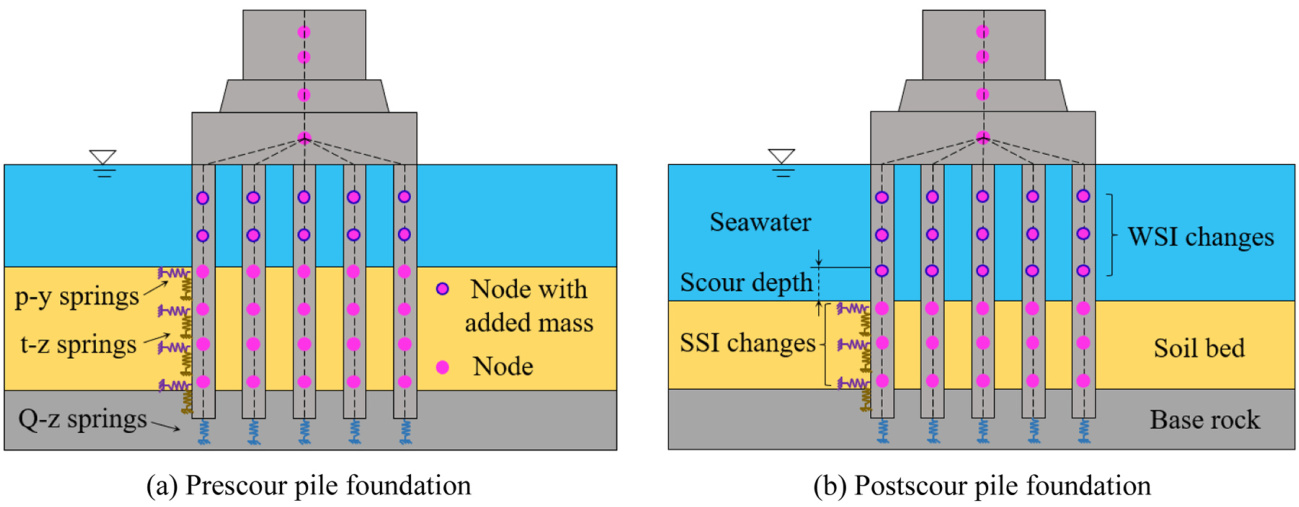 p-y springs
t-z springs
Q-z springs
Node with
added mass
Node
(a) Prescour pile foundation
Seawater
Scour depth
SSI changes
WSI changes
Soil bed
Base rock
(b) Postscour pile foundation